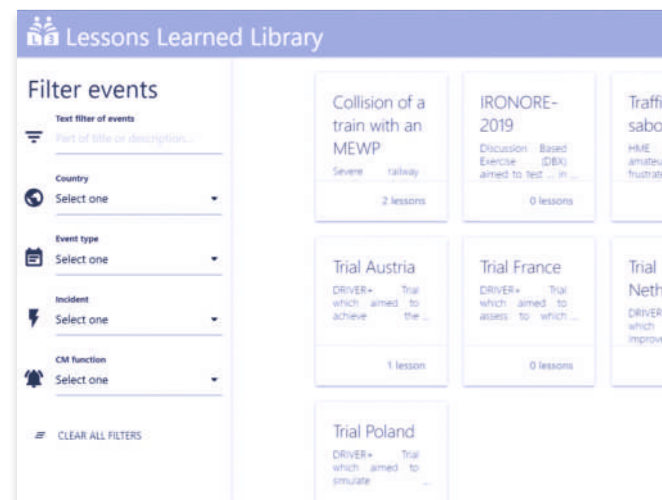 L3 Lessons Learned Library
Filter events
Text filter of events
Part of title or description...
Country
Select one
Event type
Select one
Incident
Select one
CM function
Select one
CLEAR ALL FILTERS
Collision of a
train with an
MEWP
Severe railway
2 lessons
IRONORE-
2019
Discussion Based
Exercise (DBX)
aimed to test ... in ...
0 lessons
Traffi
sabo
HME
amateu
frustrate
Trial Austria
DRIVER+ Trial
which aimed to
achieve the ...
1 lesson
Trial France
DRIVER+ Trial
which aimed to
assess to which ...
0 lessons
Trial
Neth
DRIVER
which
improve
Trial Poland
DRIVER+ Trial
which aimed to
simulate ...